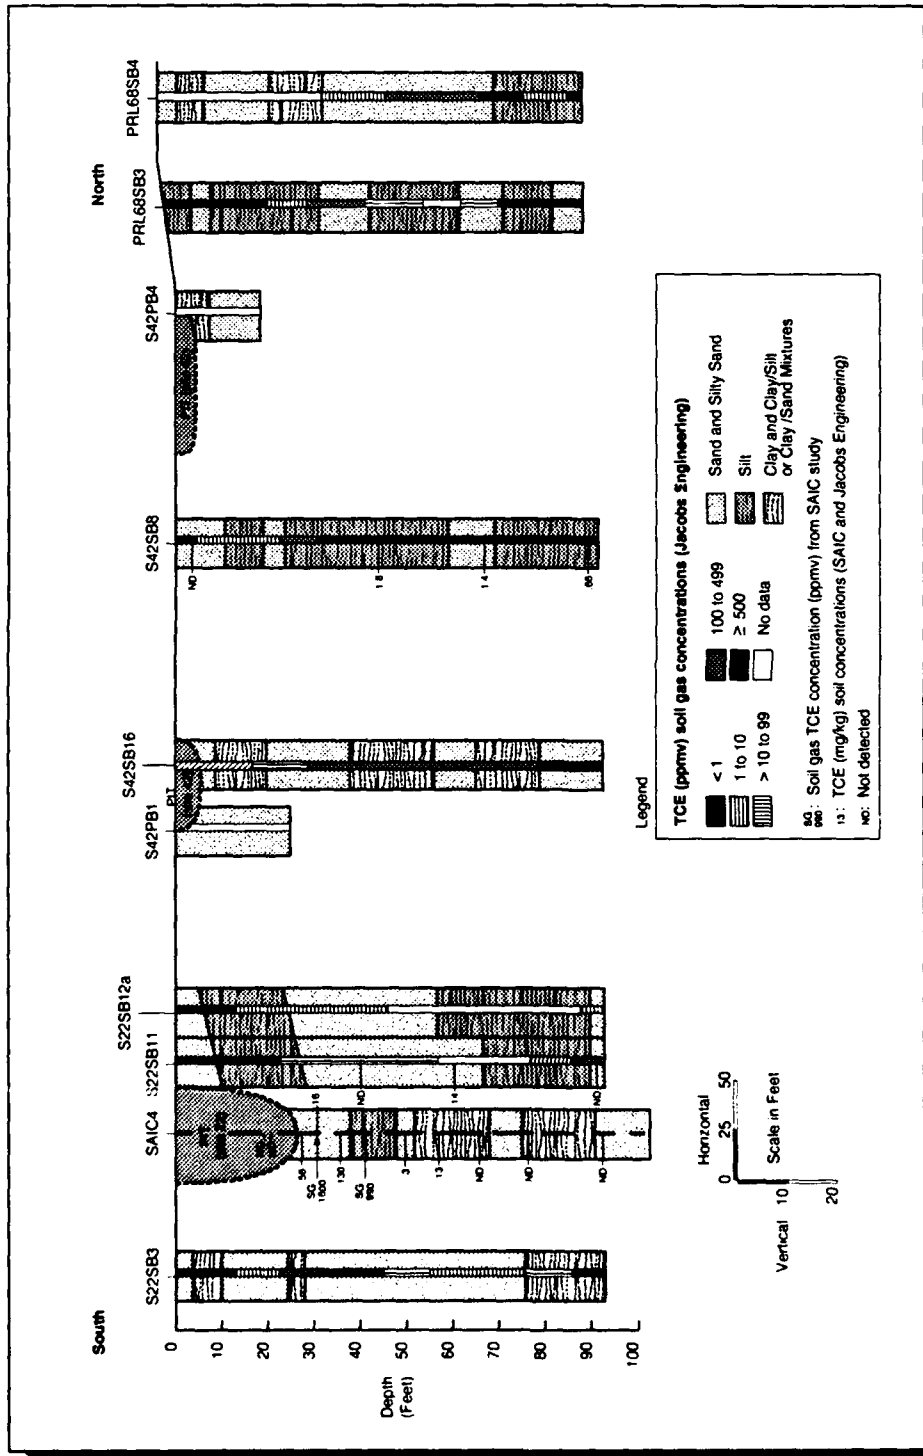 South
North
S22SB3
SAIC4
S22SB11
S22SB12a
S42PB1
S42SB16
S42SB8
S42PB4
PRL68SB3
PRL68SB4
0
10
20
30
40
50
60
70
80
90
100
Depth
(Feet)
PIT
PIT
PIT
56
SG
1600
130
SG
990
3
13
ND
ND
ND
16
ND
14
ND
ND
1 8
1 4
66
Horizontal
0
25
50
Scale in Feet
Vertical
10
20
Legend
TCE (ppmv) soil gas concentrations (Jacobs Engineering)
< 1
1 to 10
> 10 to 99
100 to 499
≥ 500
No data
Sand and Silty Sand
Silt
Clay and Clay/Silt
or Clay /Sand Mixtures
SG
990 : Soil gas TCE concentration (ppmv) from SAIC study
13 : TCE (mg/kg) soil concentrations (SAIC and Jacobs Engineering)
ND: Not detected